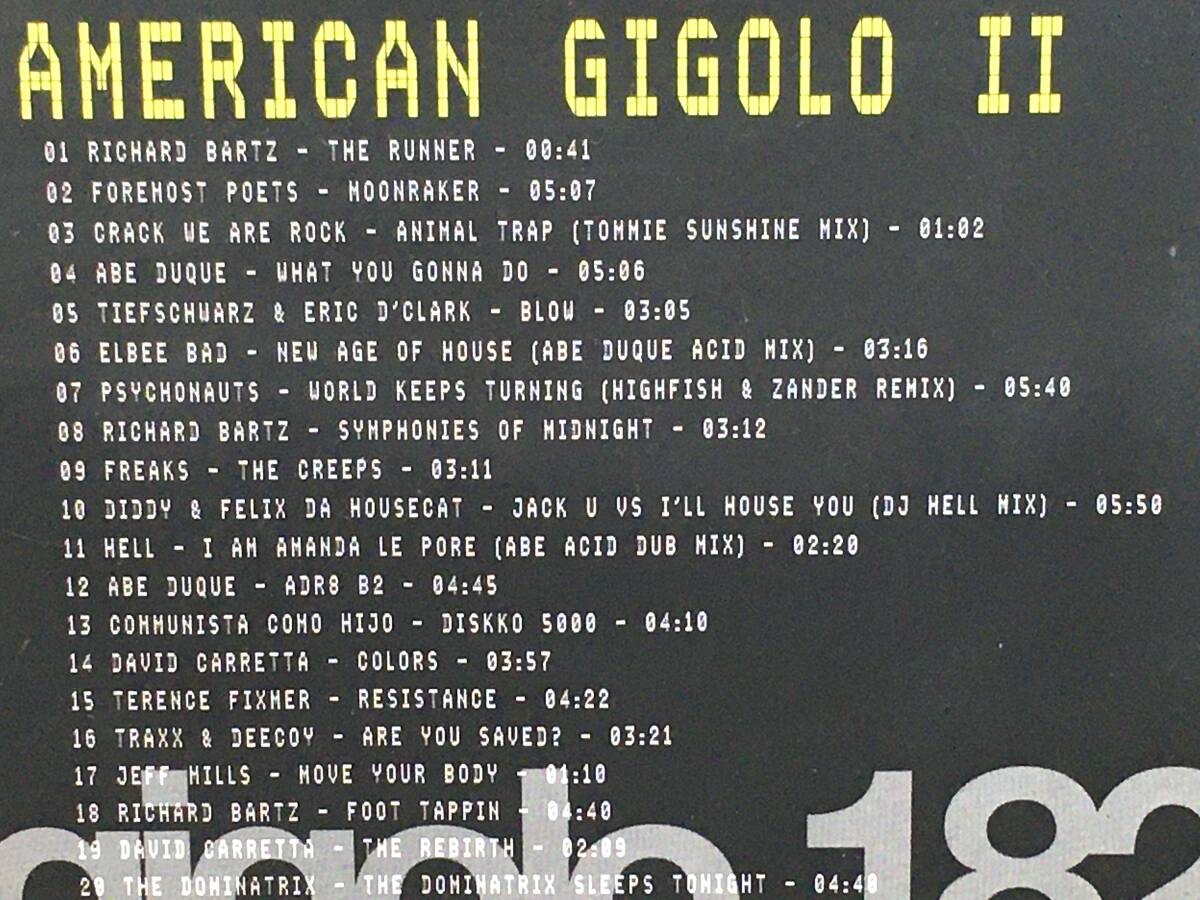 AMERICAN GIGOLO II
01 RICHARD BARTZ - THE RUNNER - 00:41
02 FOREMOST POETS - MOONRAKER - 05:07
03 CRACK WE ARE ROCK - ANIMAL TRAP (TOMMIE SUNSHINE MIX) - 01:02
04 ABE DUQUE - WHAT YOU GONNA DO - 05:06
05 TIEFSCHWARZ & ERIC D'CLARK - BLOW - 03:05
06 ELBEE BAD - NEW AGE OF HOUSE (ABE DUQUE ACID MIX) - 03:16
07 PSYCHONAUTS - WORLD KEEPS TURNING (HIGHFISH & ZANDER REMIX) - 05:40
08 RICHARD BARTZ - SYMPHONIES OF MIDNIGHT - 03:12
09 FREAKS - THE CREEPS - 03:11
10 DIDDY & FELIX DA HOUSECAT - JACK U VS I'LL HOUSE YOU (DJ HELL MIX) - 05:50
11 HELL - I AM AMANDA LE PORE (ABE ACID DUB MIX) - 02:20
12 ABE DUQUE - ADR8 B2 - 04:45
13 COMMUNISTA COMO HIJO - DISKKO 5000 - 04:10
14 DAVID CARRETTA - COLORS - 03:57
15 TERENCE FIXMER - RESISTANCE - 04:22
16 TRAXX & DEECOY - ARE YOU SAVED? - 03:21
17 JEFF MILLS - MOVE YOUR BODY - 01:10
18 RICHARD BARTZ - FOOT TAPPIN - 04:40
19 DAVID CARRETTA - THE REBIRTH - 02:09
20 THE DOMINATRIX - THE DOMINATRIX SLEEPS TONIGHT - 04:40
gigolo 182